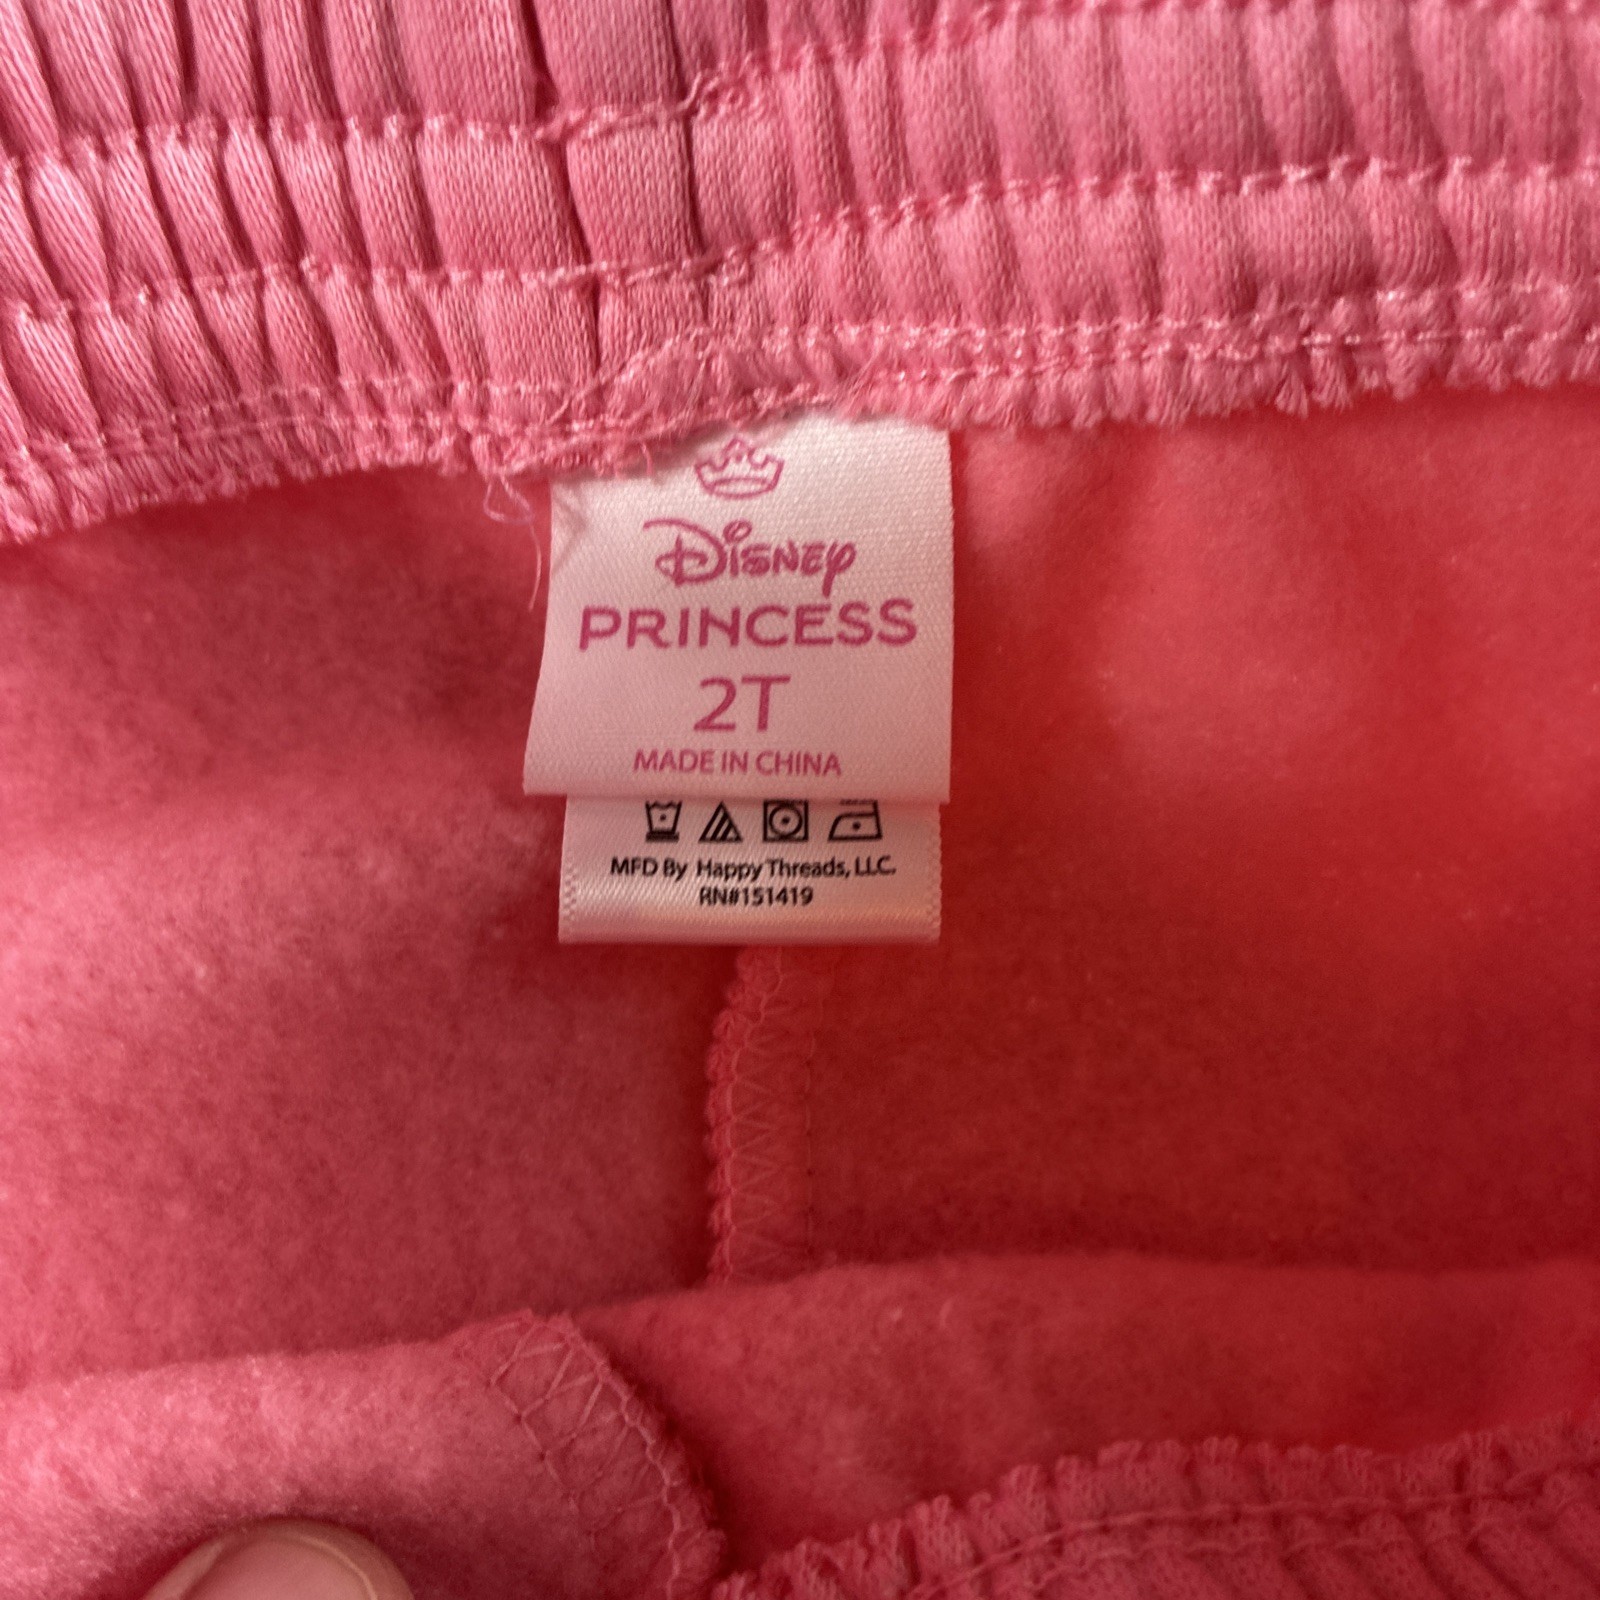 Disney
PRINCESS
2T
MADE IN CHINA
MFD By Happy Threads, LLC.
RN#151419